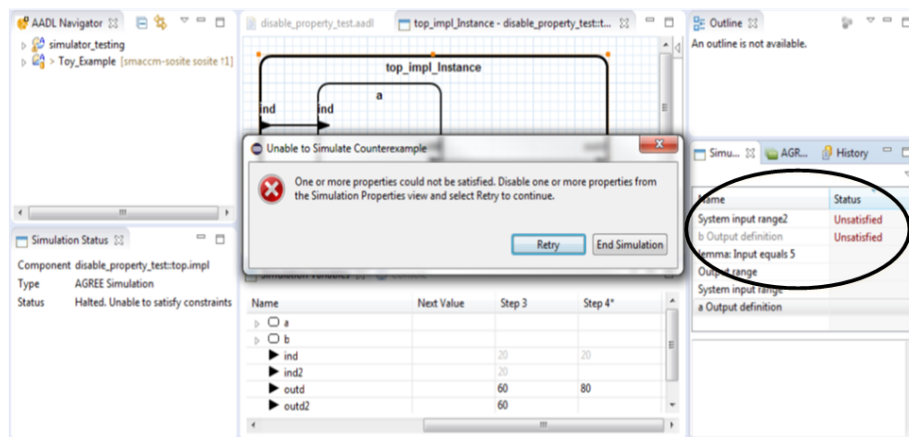 AADL Navigator
simulator_testing
> Toy_Example [smaccm-sosite sosite ↑1]
disable_property_test.aadl
top_impl_Instance - disable_property_test::t...
top_impl_Instance
a
ind
ind
Outline
An outline is not available.
Unable to Simulate Counterexample
One or more properties could not be satisfied. Disable one or more properties from
the Simulation Properties view and select Retry to continue.
Retry
End Simulation
Simu...
AGR...
History
Name Status
System input range2 Unsatisfied
b Output definition Unsatisfied
lemma: Input equals 5
Output range
System input range
a Output definition
Simulation Status
Component disable_property_test::top.impl
Type AGREE Simulation
Status Halted. Unable to satisfy constraints
Simulation Variables
Name Next Value Step 3 Step 4*
a
b
ind 20 20
ind2 20
outd 60 80
outd2 60